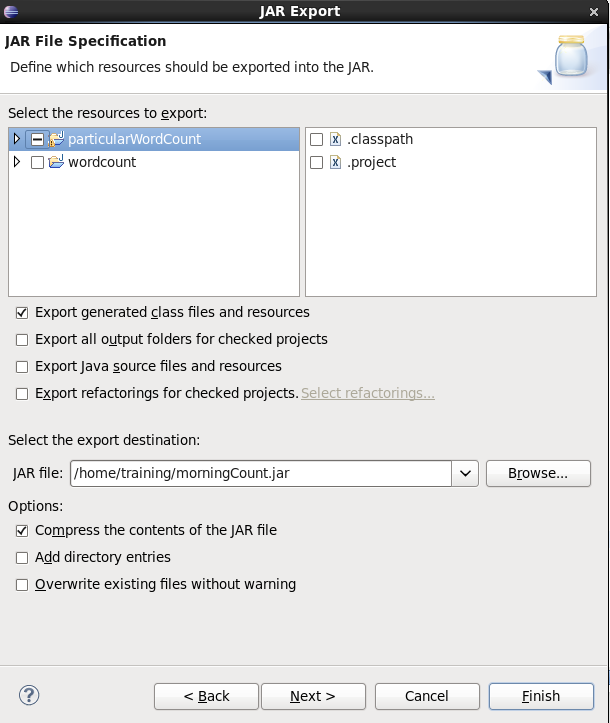 JAR Export
JAR File Specification
Define which resources should be exported into the JAR.
Select the resources to export:
particularWordCount
wordcount
.classpath
.project
Export generated class files and resources
Export all output folders for checked projects
Export Java source files and resources
Export refactorings for checked projects. Select refactorings...
Select the export destination:
JAR file: /home/training/morningCount.jar Browse...
Options:
Compress the contents of the JAR file
Add directory entries
Overwrite existing files without warning
< Back Next > Cancel Finish